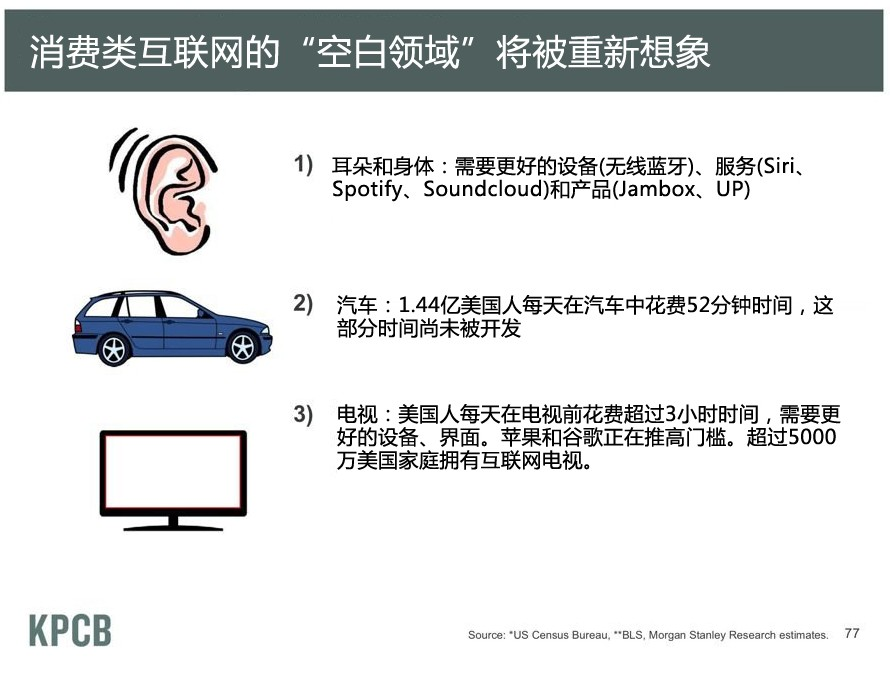 消费类互联网的“空白领域”将被重新想象
1) 耳朵和身体：需要更好的设备(无线蓝牙)、服务(Siri、
Spotify、Soundcloud)和产品(Jambox、UP)
2) 汽车：1.44亿美国人每天在汽车中花费52分钟时间，这
部分时间尚未被开发
3) 电视：美国人每天在电视前花费超过3小时时间，需要更
好的设备、界面。苹果和谷歌正在推高门槛。超过5000
万美国家庭拥有互联网电视。
KPCB
Source: *US Census Bureau, **BLS, Morgan Stanley Research estimates. 77